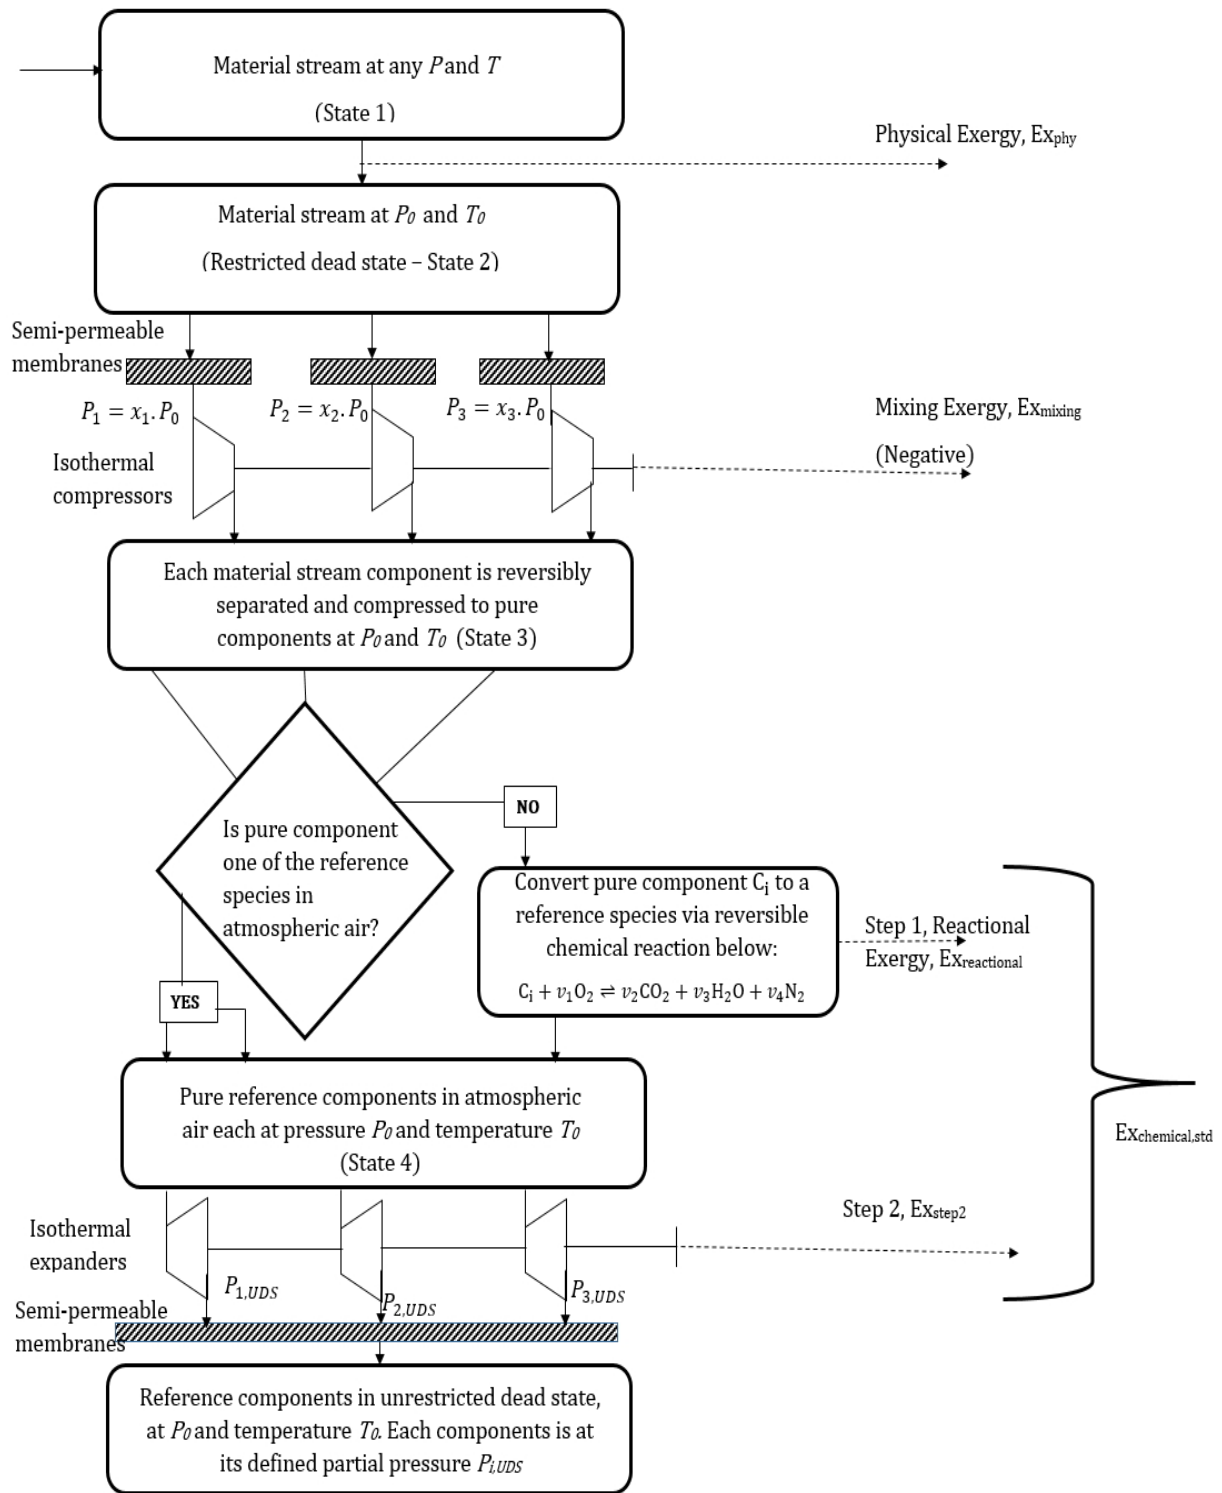 Material stream at any P and T
(State 1)
Physical Exergy, Exphy
Material stream at P0 and T0
(Restricted dead state – State 2)
Semi-permeable
membranes
P1 = x1. P0
P2 = x2. P0
P3 = x3. P0
Mixing Exergy, Exmixing
(Negative)
Isothermal
compressors
Each material stream component is reversibly
separated and compressed to pure
components at P0 and T0 (State 3)
NO
Is pure component
one of the reference
species in
atmospheric air?
Convert pure component Ci to a
reference species via reversible
chemical reaction below:
Ci + v1O2 ⇌ v2CO2 + v3H2O + v4N2
Step 1, Reactional
Exergy, Exreactional
YES
Pure reference components in atmospheric
air each at pressure P0 and temperature T0
(State 4)
Exchemical,std
Step 2, Exstep2
Isothermal
expanders
P1,UDS
P2,UDS
P3,UDS
Semi-permeable
membranes
Reference components in unrestricted dead state,
at P0 and temperature T0. Each components is at
its defined partial pressure Pi,UDS